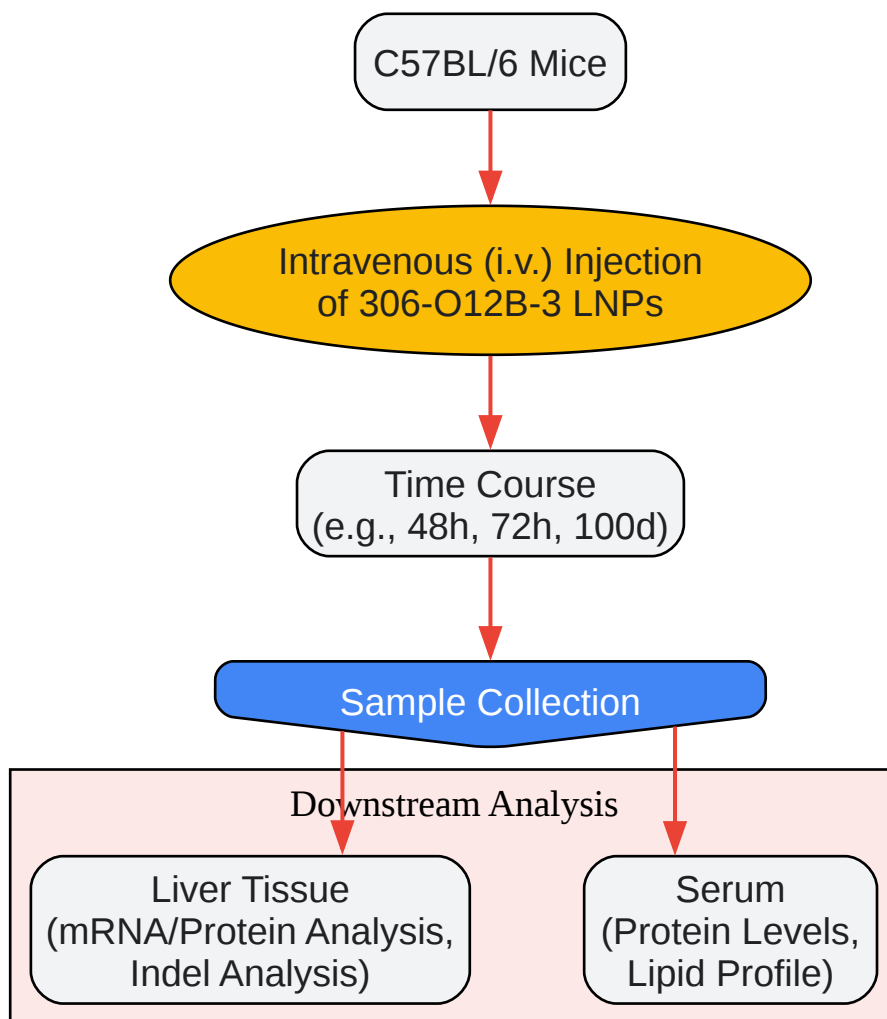 C57BL/6 Mice
Intravenous (i.v.) Injection
of 306-O12B-3 LNPs
Time Course
(e.g., 48h, 72h, 100d)
Sample Collection
Downstream Analysis
Liver Tissue
(mRNA/Protein Analysis,
Indel Analysis)
Serum
(Protein Levels,
Lipid Profile)